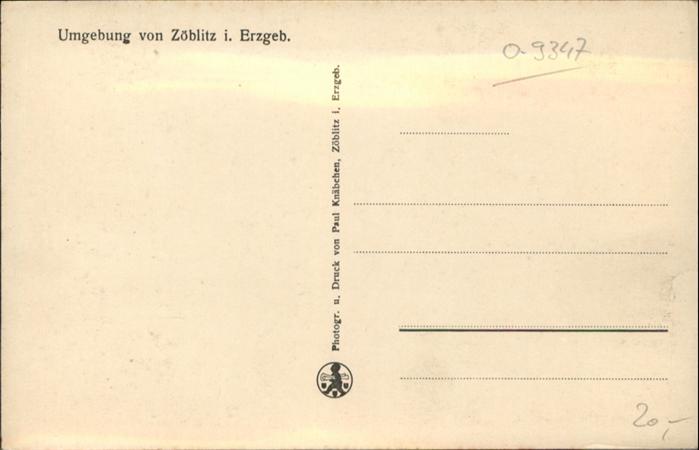 Umgebung von Zöblitz i. Erzgeb.
O-9347
Photogr. u. Druck von Paul Knäbchen, Zöblitz i. Erzgeb.
20,-